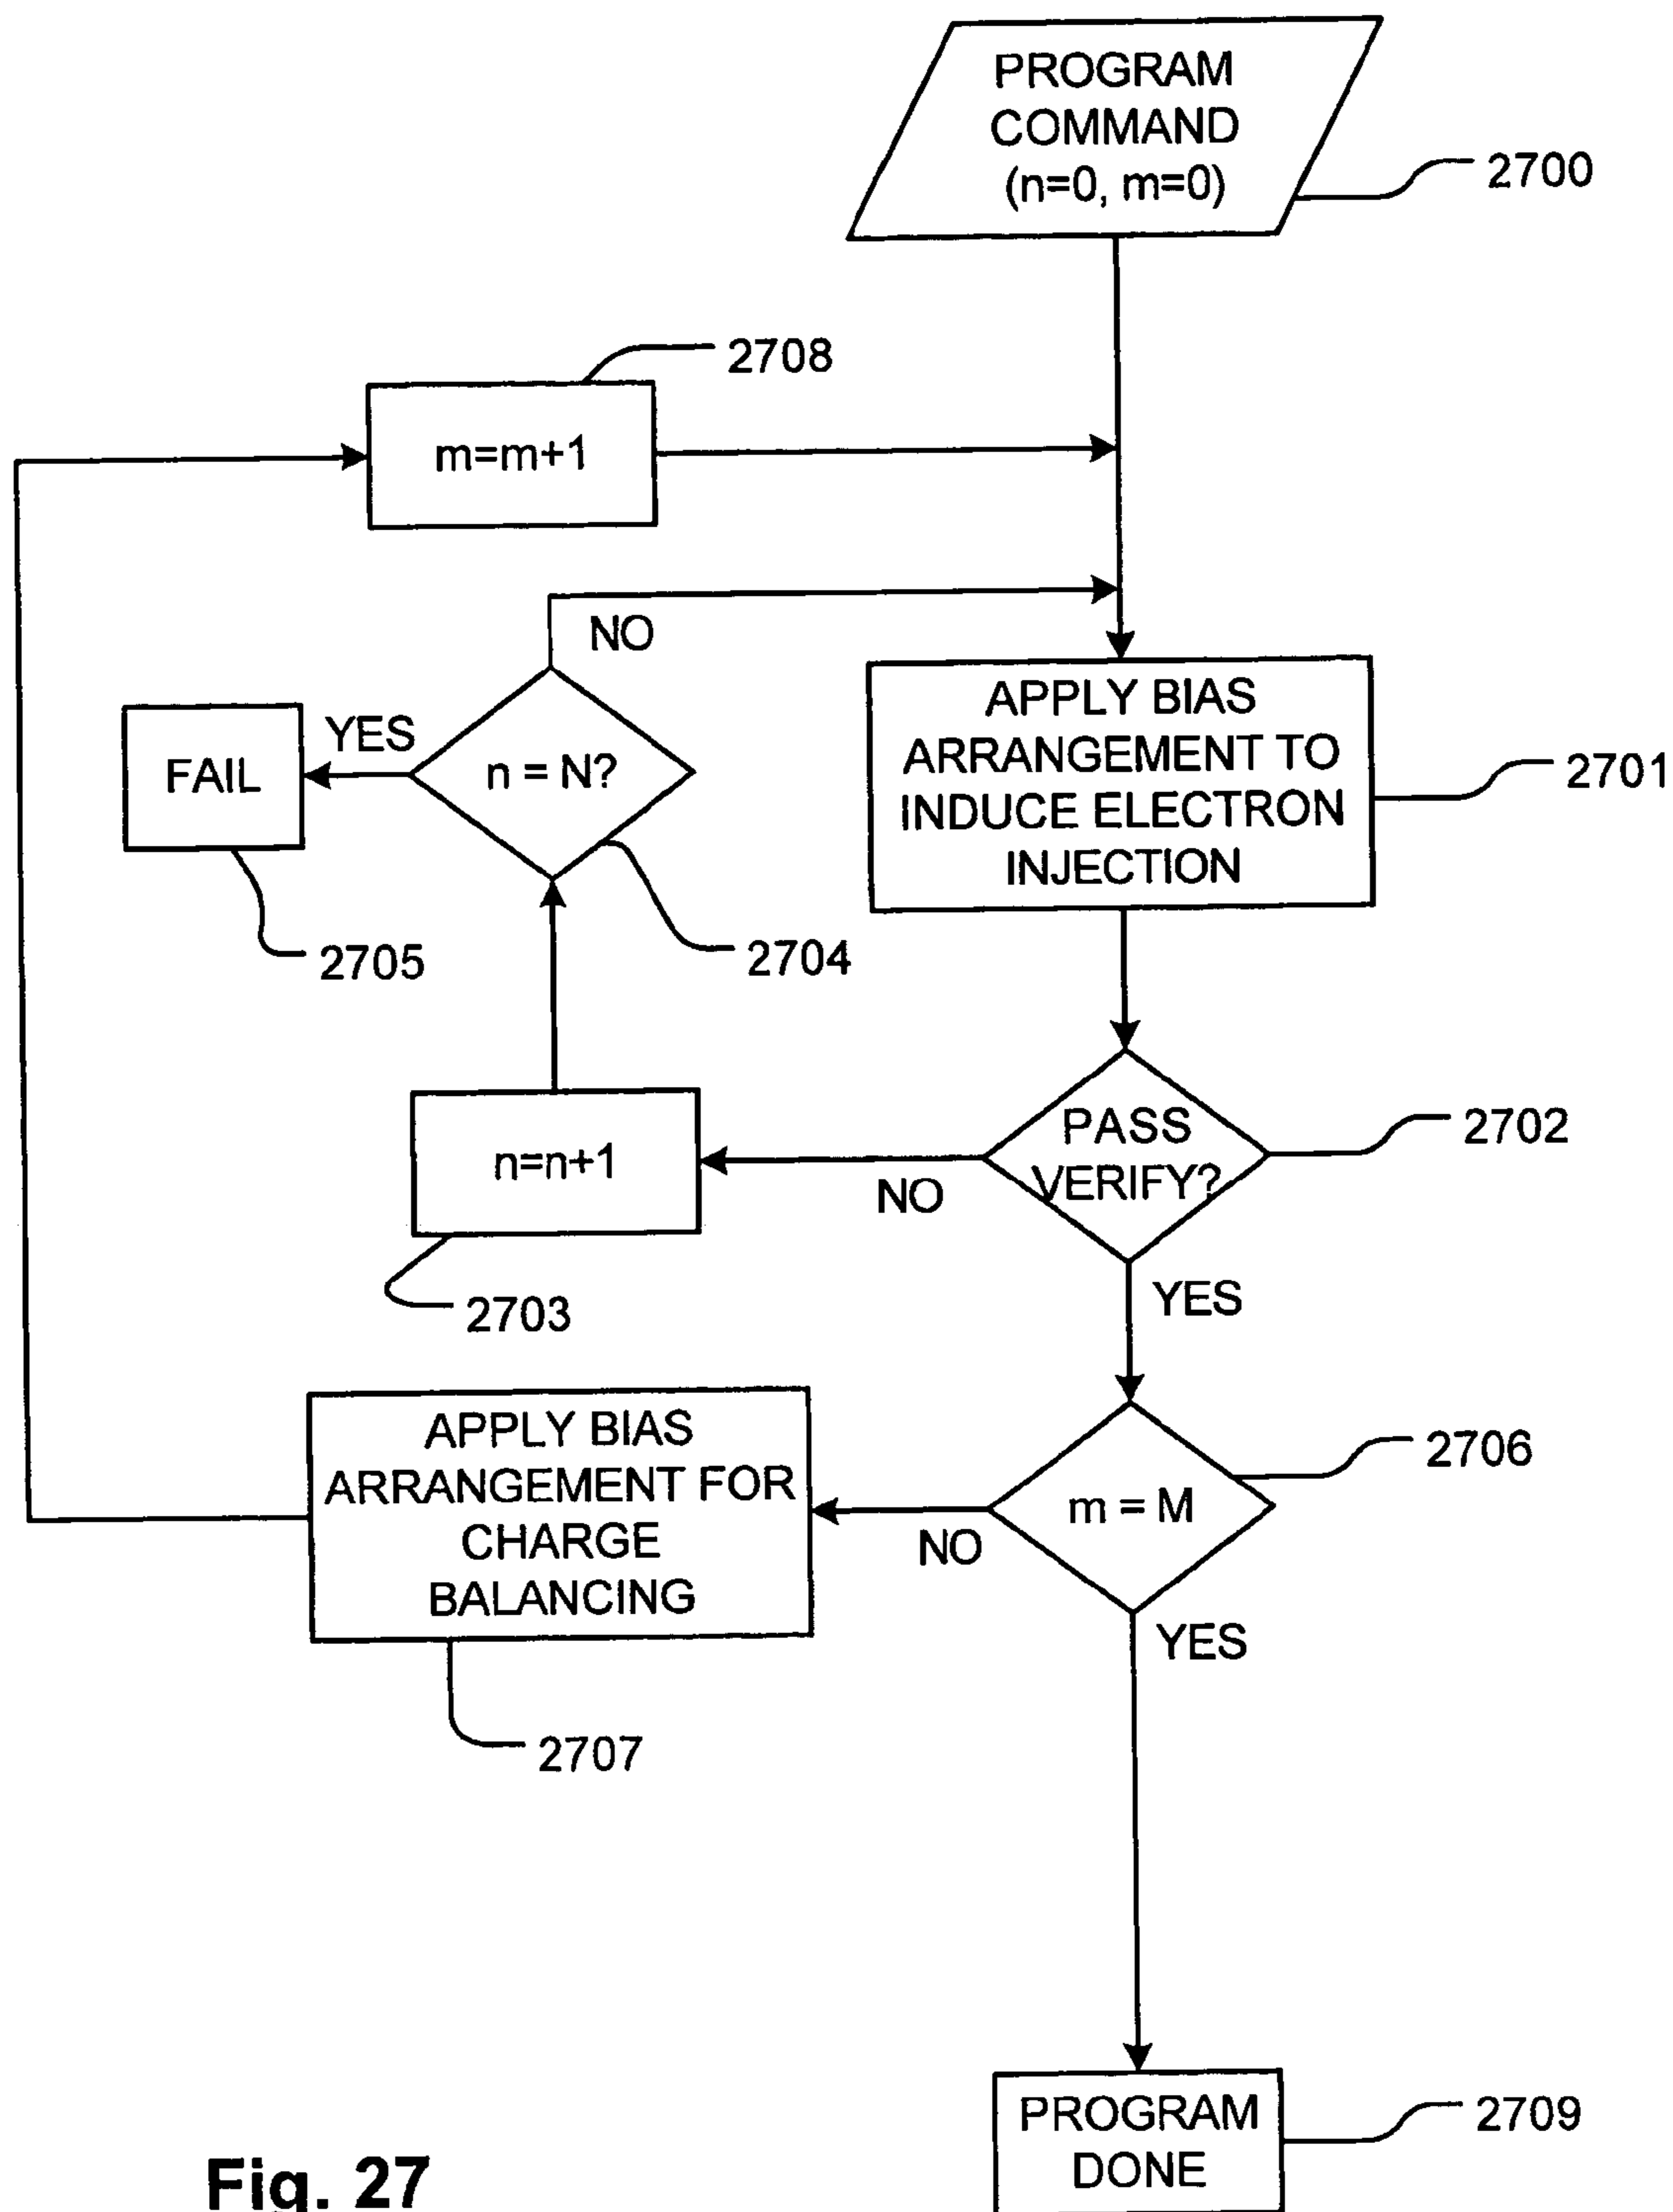 PROGRAM
COMMAND
(n=0, m=0)
2700
2708
m=m+1
NO
APPLY BIAS
ARRANGEMENT TO
INDUCE ELECTRON
INJECTION
2701
FAIL
YES
n = N?
2705
2704
PASS
VERIFY?
2702
n=n+1
NO
2703
YES
APPLY BIAS
ARRANGEMENT FOR
CHARGE
BALANCING
2706
m = M
NO
2707
YES
PROGRAM
DONE
2709
Fig. 27